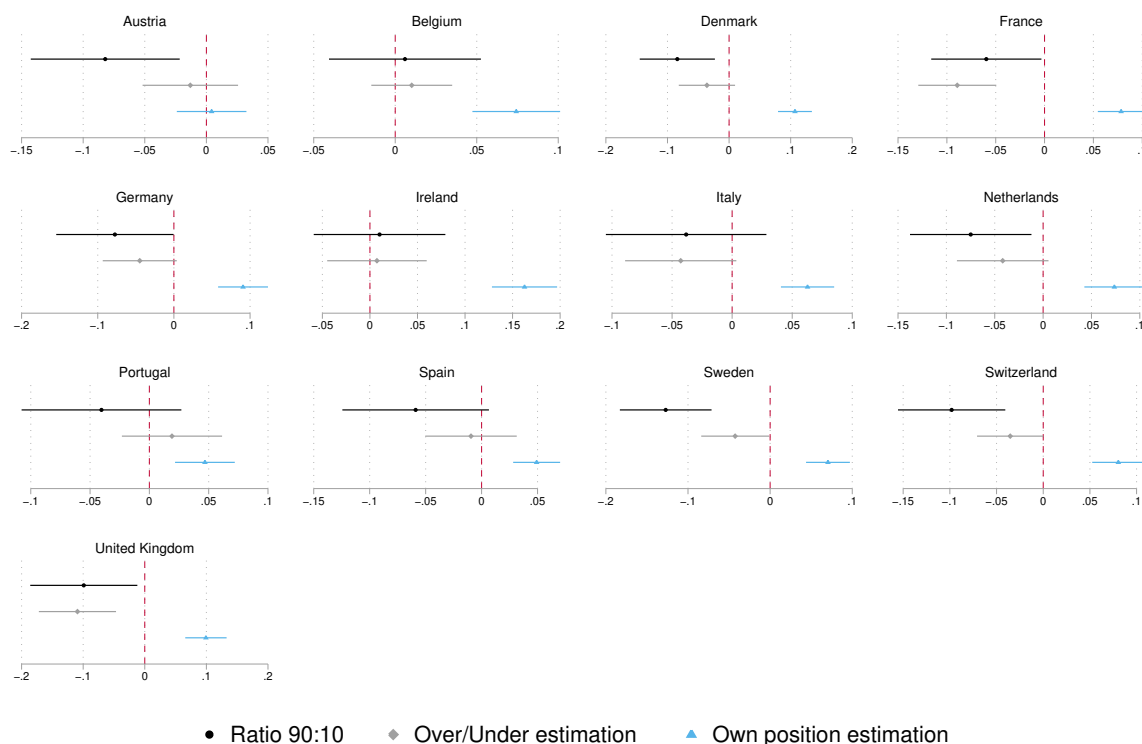 Austria Belgium Denmark France
−.15 −.1 −.05 0 .05 −.05 0 .05 .1 −.2 −.1 0 .1 .2 −.15 −.1 −.05 0 .05 .1
Germany Ireland Italy Netherlands
−.2 −.1 0 .1 −.05 0 .05 .1 .15 .2 −.1 −.05 0 .05 .1 −.15 −.1 −.05 0 .05 .1
Portugal Spain Sweden Switzerland
−.1 −.05 0 .05 .1 −.15 −.1 −.05 0 .05 −.2 −.1 0 .1 −.15 −.1 −.05 0 .05 .1
United Kingdom
−.2 −.1 0 .1 .2
Ratio 90:10 Over/Under estimation Own position estimation